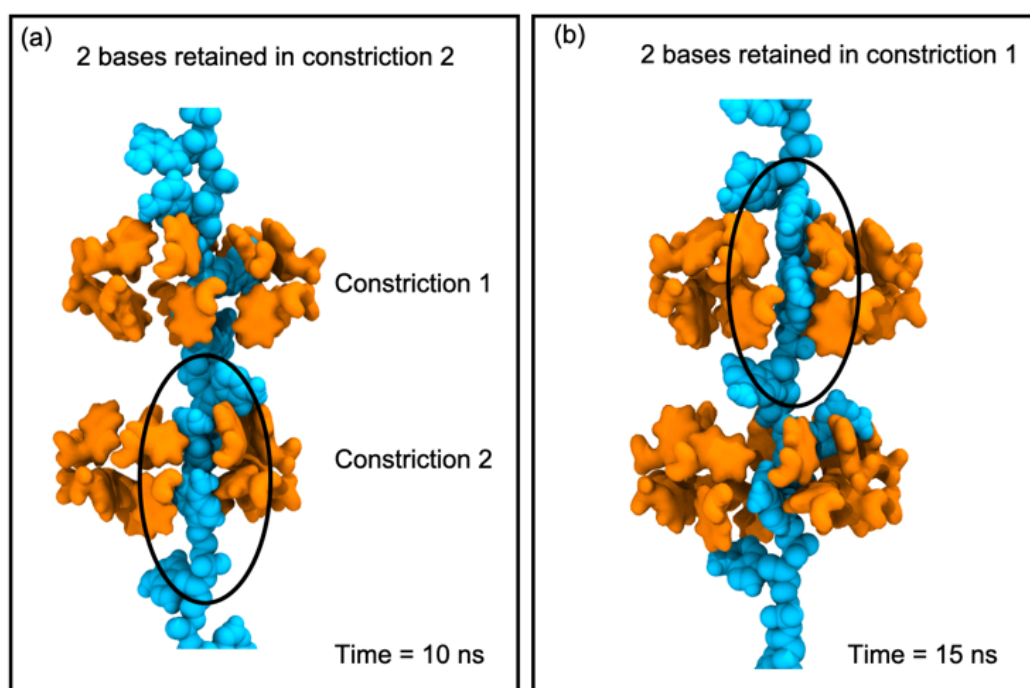 (a)
2 bases retained in constriction 2
Constriction 1
Constriction 2
Time = 10 ns
(b)
2 bases retained in constriction 1
Time = 15 ns